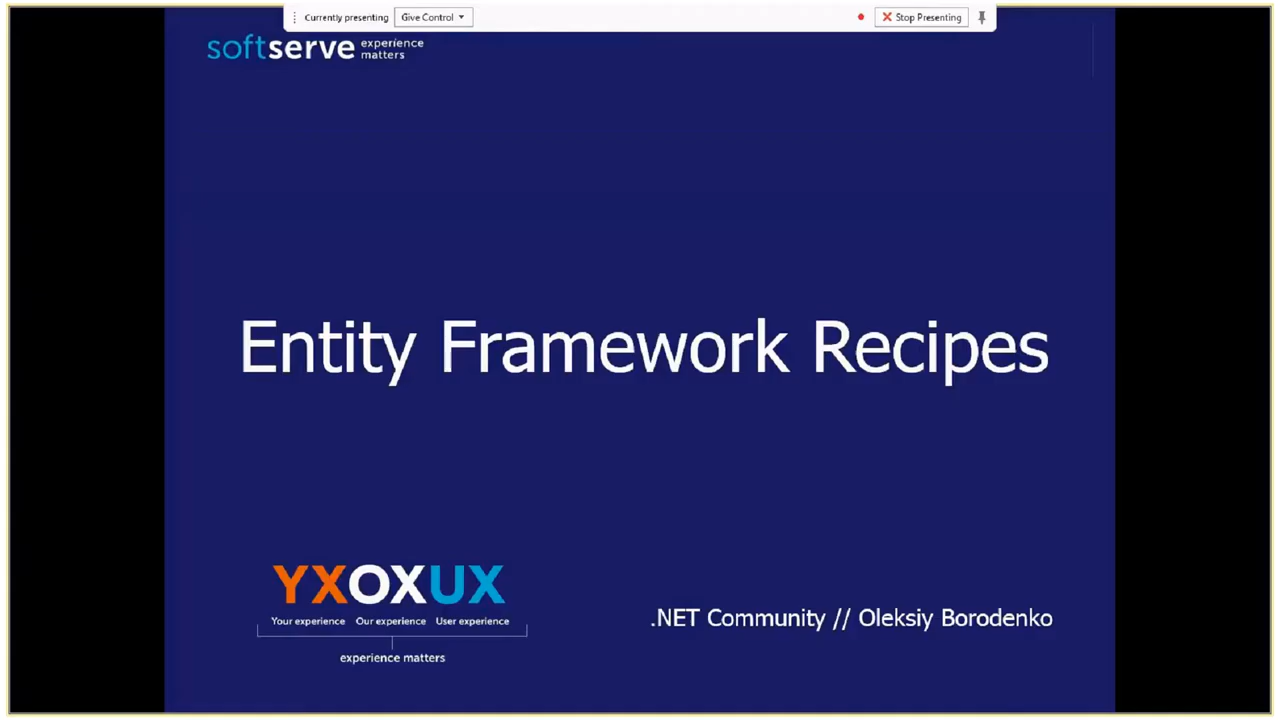 Currently presenting Give Control Stop Presenting
softserve experience matters
Entity Framework Recipes
YXOXUX
Your experience Our experience User experience
experience matters
.NET Community // Oleksiy Borodenko